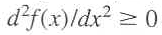 d²f(x)/dx² ≥ 0